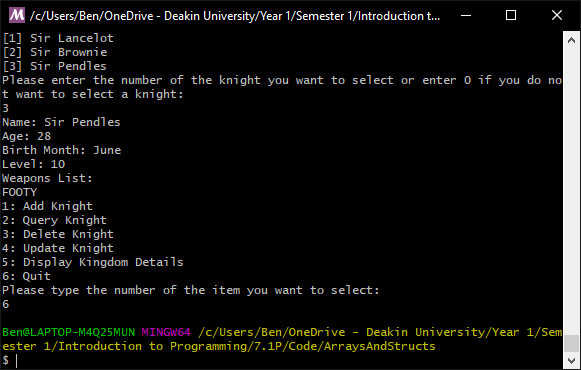 /c/Users/Ben/OneDrive - Deakin University/Year 1/Semester 1/Introduction t...
[1] Sir Lancelot
[2] Sir Brownie
[3] Sir Pendles
Please enter the number of the knight you want to select or enter 0 if you do no
t want to select a knight:
3
Name: Sir Pendles
Age: 28
Birth Month: June
Level: 10
Weapons List:
FOOTY
1: Add Knight
2: Query Knight
3: Delete Knight
4: Update Knight
5: Display Kingdom Details
6: Quit
Please type the number of the item you want to select:
6
Ben@LAPTOP-M4Q25MUN MINGW64 /c/Users/Ben/OneDrive - Deakin University/Year 1/Sem
ester 1/Introduction to Programming/7.1P/Code/ArraysAndStructs
$